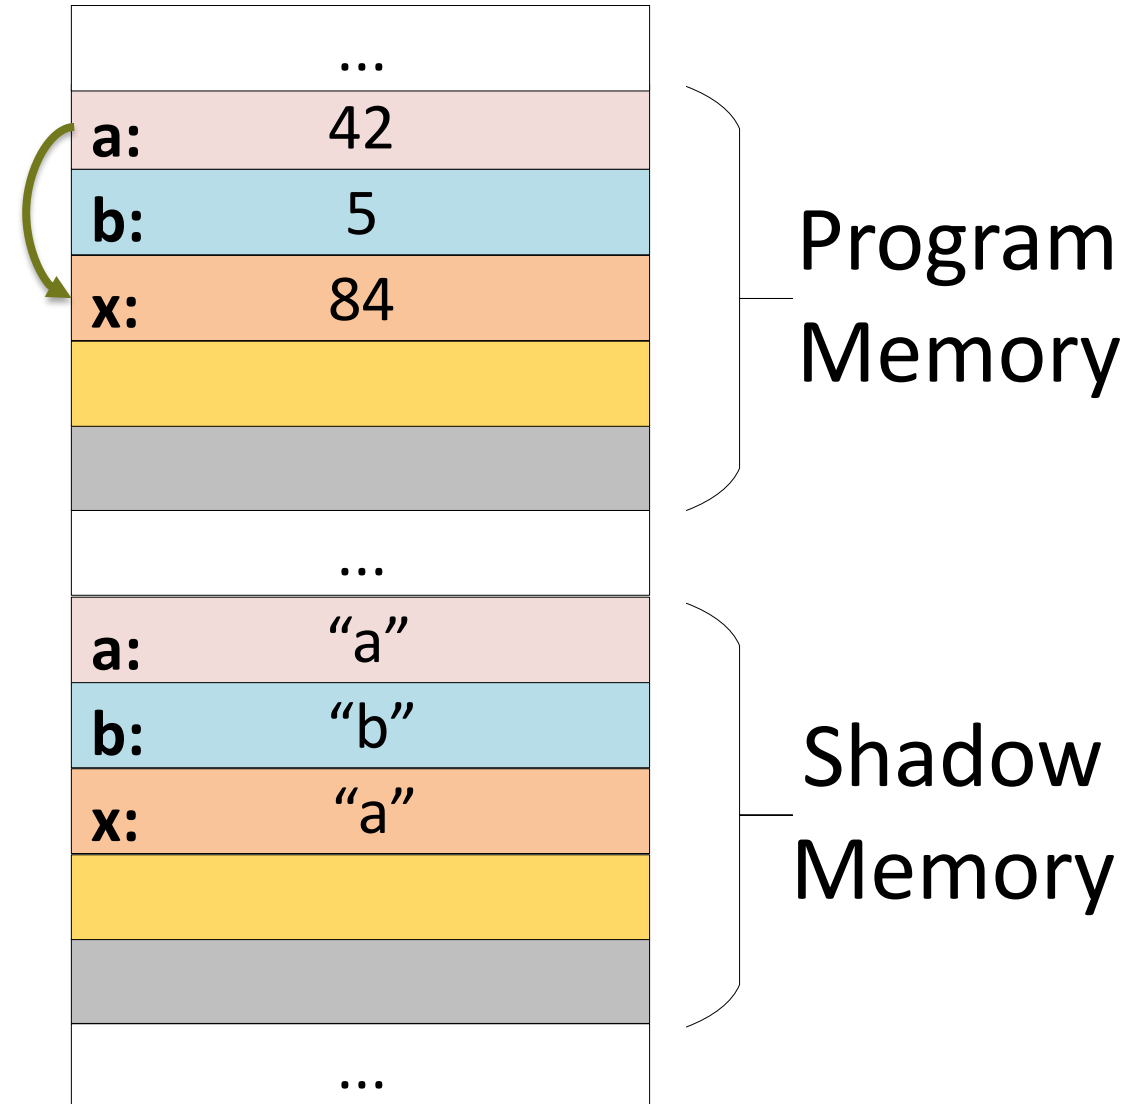 ...
a: 42
b: 5
x: 84
Program
Memory
...
a: “a”
b: “b”
x: “a”
Shadow
Memory
...